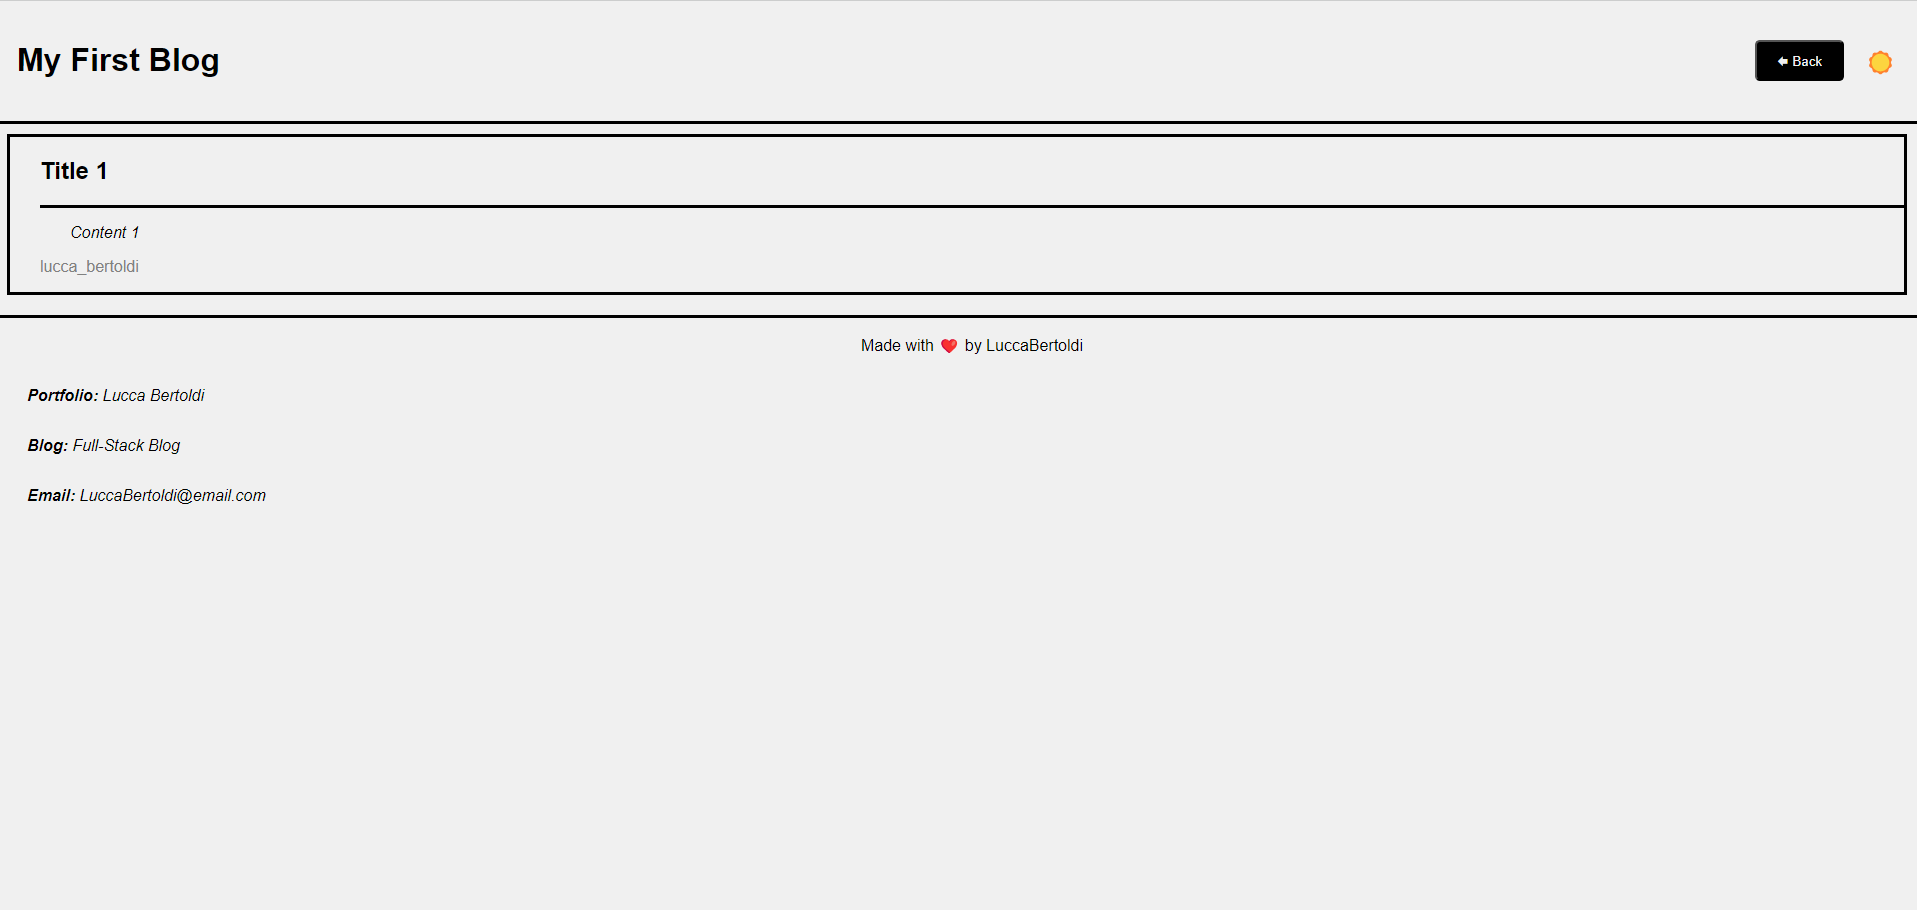 My First Blog
🡄 Back
Title 1
Content 1
lucca_bertoldi
Made with ❤️ by LuccaBertoldi
Portfolio: Lucca Bertoldi
Blog: Full-Stack Blog
Email: LuccaBertoldi@email.com